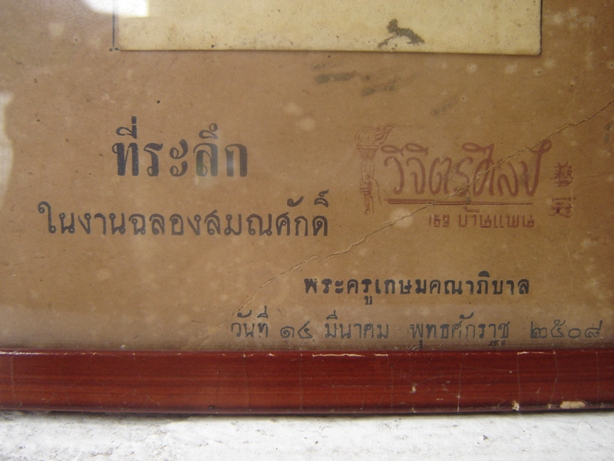 ที่ระลึก
ในงานฉลองสมณศักดิ์
วิจิตรศิลป
บ้านแพน
พระครูเกษมคณาภิบาล
วันที่ ๑๔ มีนาคม พุทธศักราช ๒๕๐๘